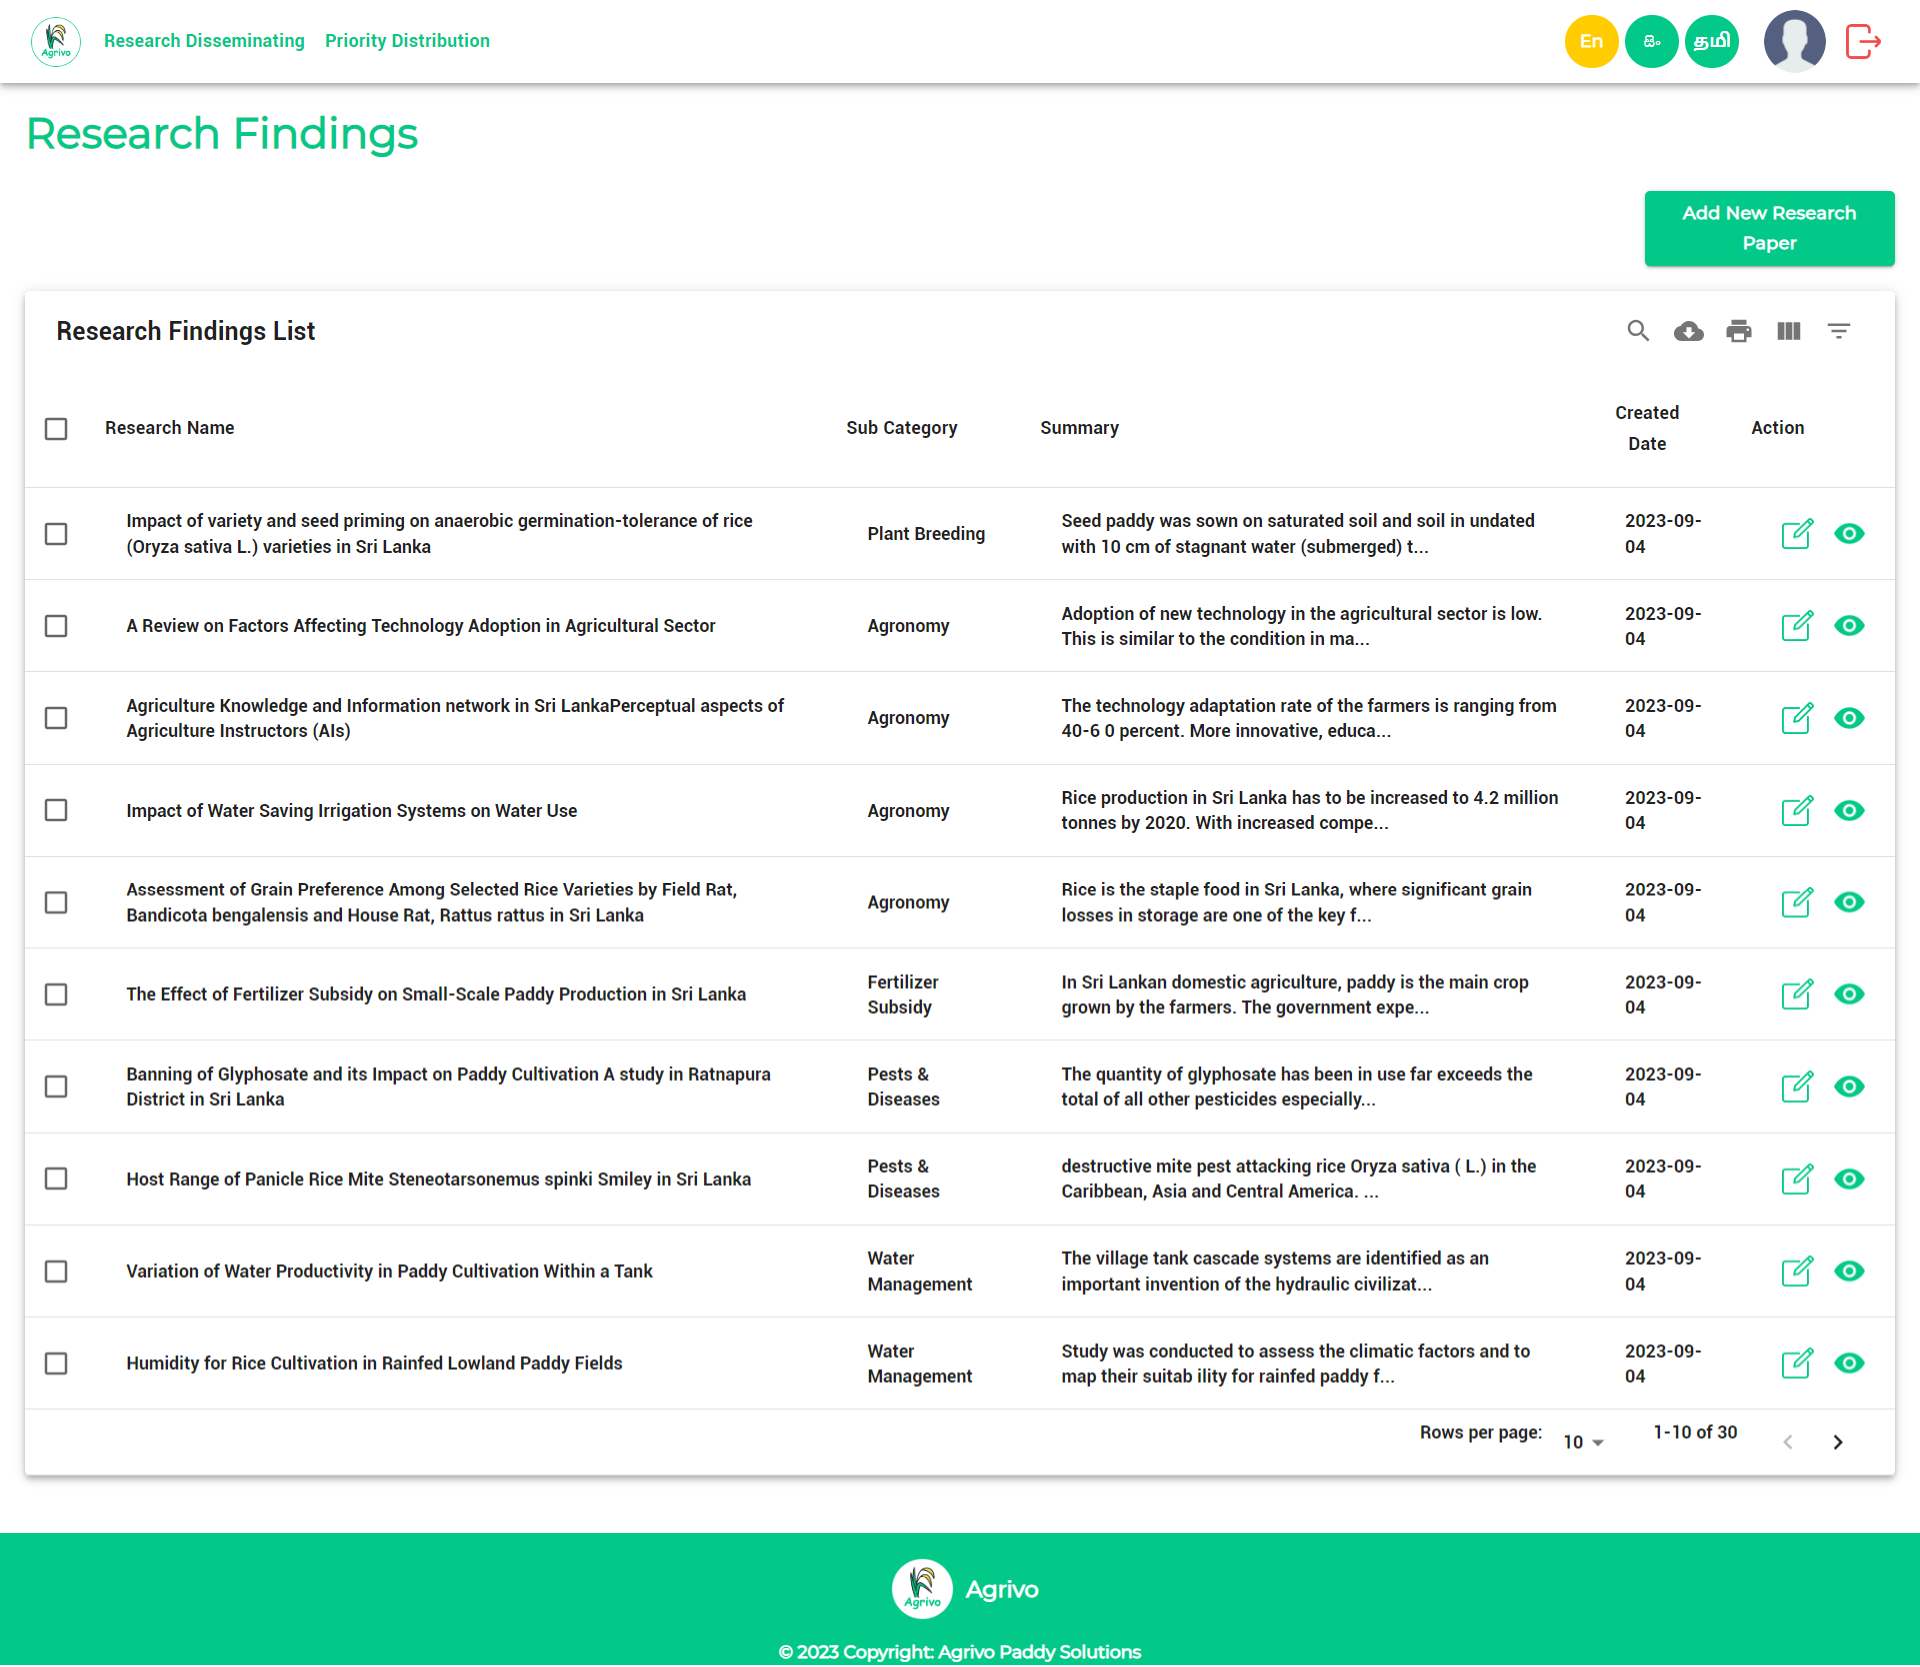 Agrivo
Research Disseminating Priority Distribution
En සිං தமி
Research Findings
Add New Research
Paper
Research Findings List
Research Name Sub Category Summary Created Date Action
Impact of variety and seed priming on anaerobic germination-tolerance of rice
(Oryza sativa L.) varieties in Sri Lanka
Plant Breeding
Seed paddy was sown on saturated soil and soil in undated
with 10 cm of stagnant water (submerged) t...
2023-09-
04
A Review on Factors Affecting Technology Adoption in Agricultural Sector
Agronomy
Adoption of new technology in the agricultural sector is low.
This is similar to the condition in ma...
2023-09-
04
Agriculture Knowledge and Information network in Sri LankaPerceptual aspects of
Agriculture Instructors (AIs)
Agronomy
The technology adaptation rate of the farmers is ranging from
40-6 0 percent. More innovative, educa...
2023-09-
04
Impact of Water Saving Irrigation Systems on Water Use
Agronomy
Rice production in Sri Lanka has to be increased to 4.2 million
tonnes by 2020. With increased compe...
2023-09-
04
Assessment of Grain Preference Among Selected Rice Varieties by Field Rat,
Bandicota bengalensis and House Rat, Rattus rattus in Sri Lanka
Agronomy
Rice is the staple food in Sri Lanka, where significant grain
losses in storage are one of the key f...
2023-09-
04
The Effect of Fertilizer Subsidy on Small-Scale Paddy Production in Sri Lanka
Fertilizer
Subsidy
In Sri Lankan domestic agriculture, paddy is the main crop
grown by the farmers. The government expe...
2023-09-
04
Banning of Glyphosate and its Impact on Paddy Cultivation A study in Ratnapura
District in Sri Lanka
Pests &
Diseases
The quantity of glyphosate has been in use far exceeds the
total of all other pesticides especially...
2023-09-
04
Host Range of Panicle Rice Mite Steneotarsonemus spinki Smiley in Sri Lanka
Pests &
Diseases
destructive mite pest attacking rice Oryza sativa ( L.) in the
Caribbean, Asia and Central America. ...
2023-09-
04
Variation of Water Productivity in Paddy Cultivation Within a Tank
Water
Management
The village tank cascade systems are identified as an
important invention of the hydraulic civilizat...
2023-09-
04
Humidity for Rice Cultivation in Rainfed Lowland Paddy Fields
Water
Management
Study was conducted to assess the climatic factors and to
map their suitab ility for rainfed paddy f...
2023-09-
04
Rows per page: 10 1-10 of 30
Agrivo Agrivo
© 2023 Copyright: Agrivo Paddy Solutions